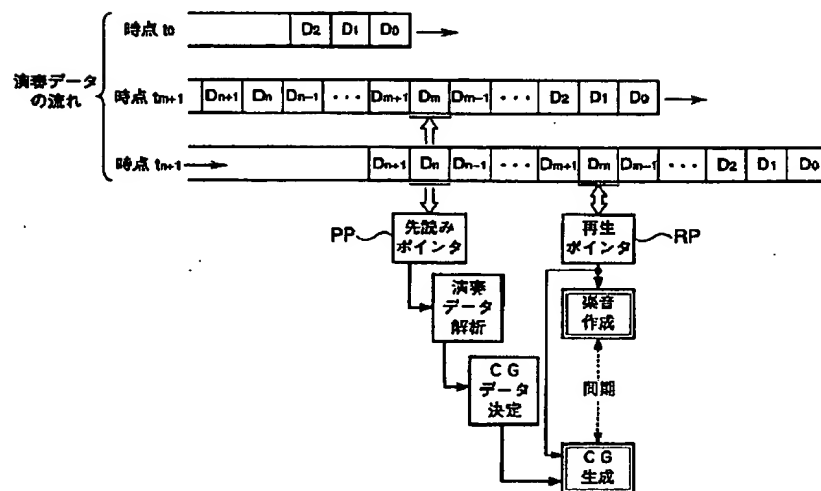 時点 t0 D2 D1 D0
演奏データ
の流れ
時点 tm+1 Dn+1 Dn Dn-1 ・・・ Dm+1 Dm Dm-1 ・・・ D2 D1 D0
時点 tn+1 Dn+1 Dn Dn-1 ・・・ Dm+1 Dm Dm-1 ・・・ D2 D1 D0
PP
先読み
ポインタ
再生
ポインタ
RP
演奏
データ
解析
楽音
作成
CG
データ
決定
同期
CG
生成